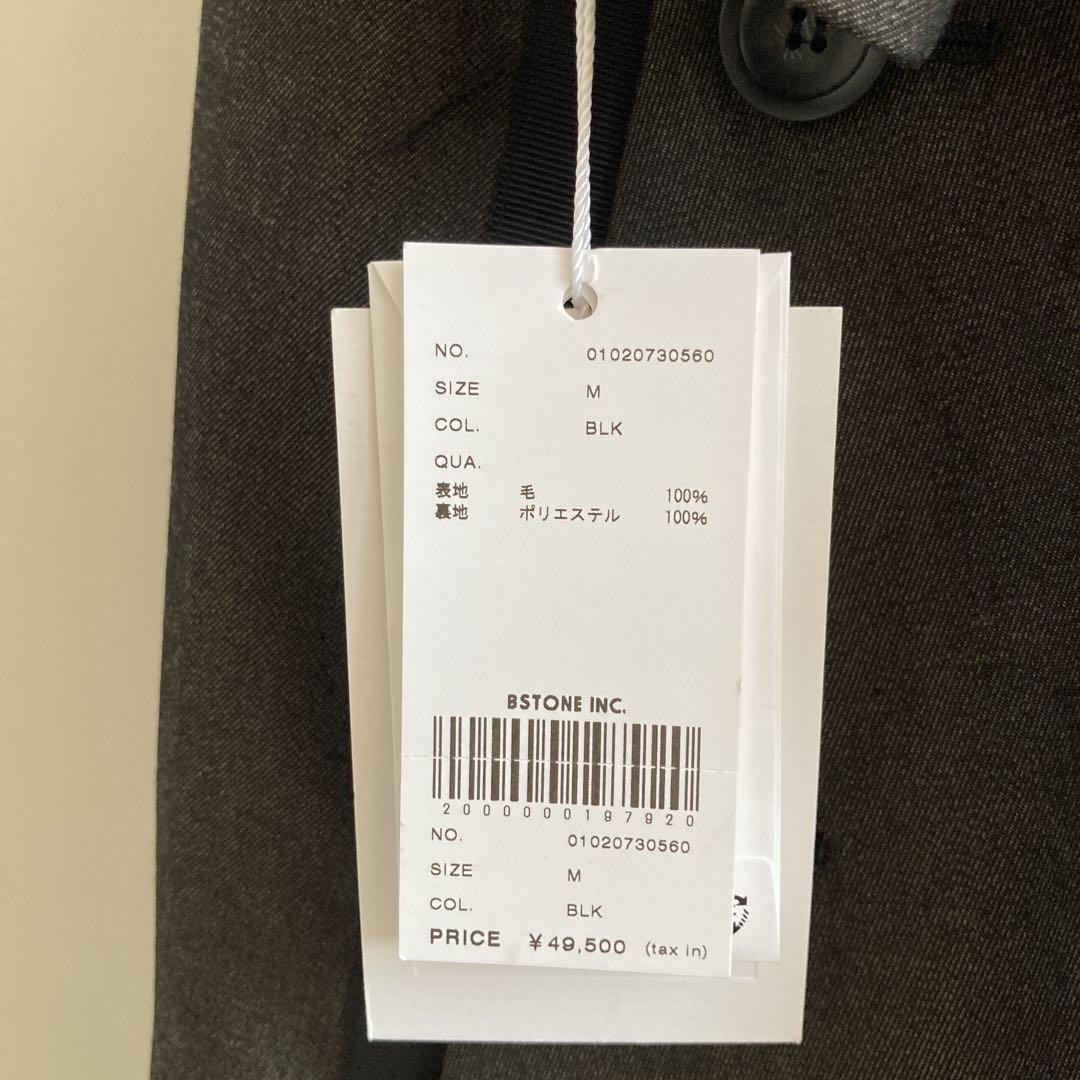 NO. 01020730560
SIZE M
COL. BLK
QUA.
表地 毛 100%
裏地 ポリエステル 100%
BSTONE INC.
2000000197920
NO. 01020730560
SIZE M
COL. BLK
PRICE ¥49,500 (tax in)